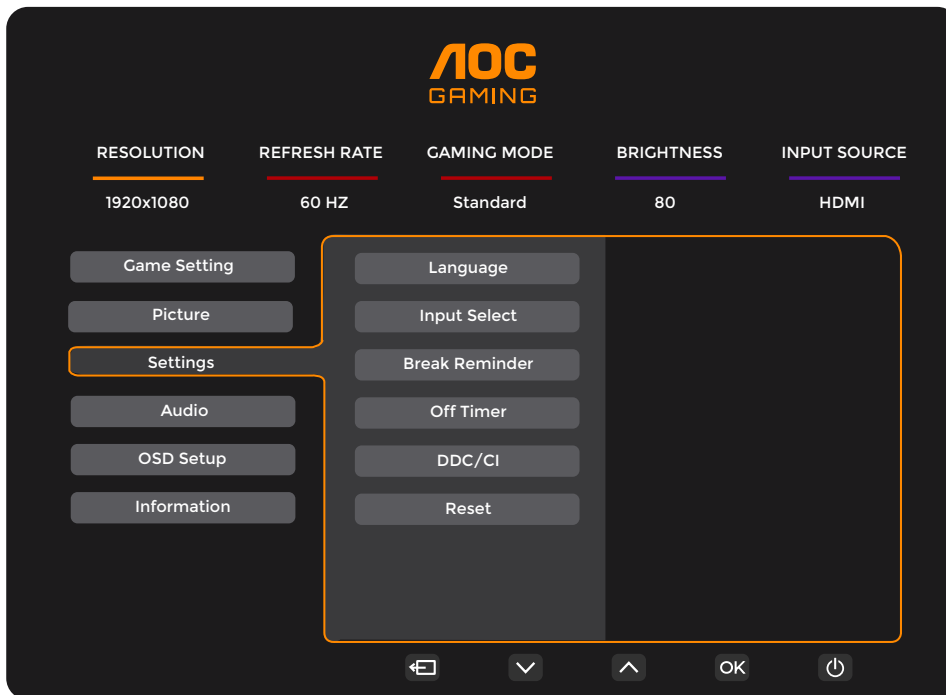 AOC
GAMING
RESOLUTION REFRESH RATE GAMING MODE BRIGHTNESS INPUT SOURCE
1920x1080 60 HZ Standard 80 HDMI
Game Setting
Picture
Settings
Audio
OSD Setup
Information
Language
Input Select
Break Reminder
Off Timer
DDC/CI
Reset
OK